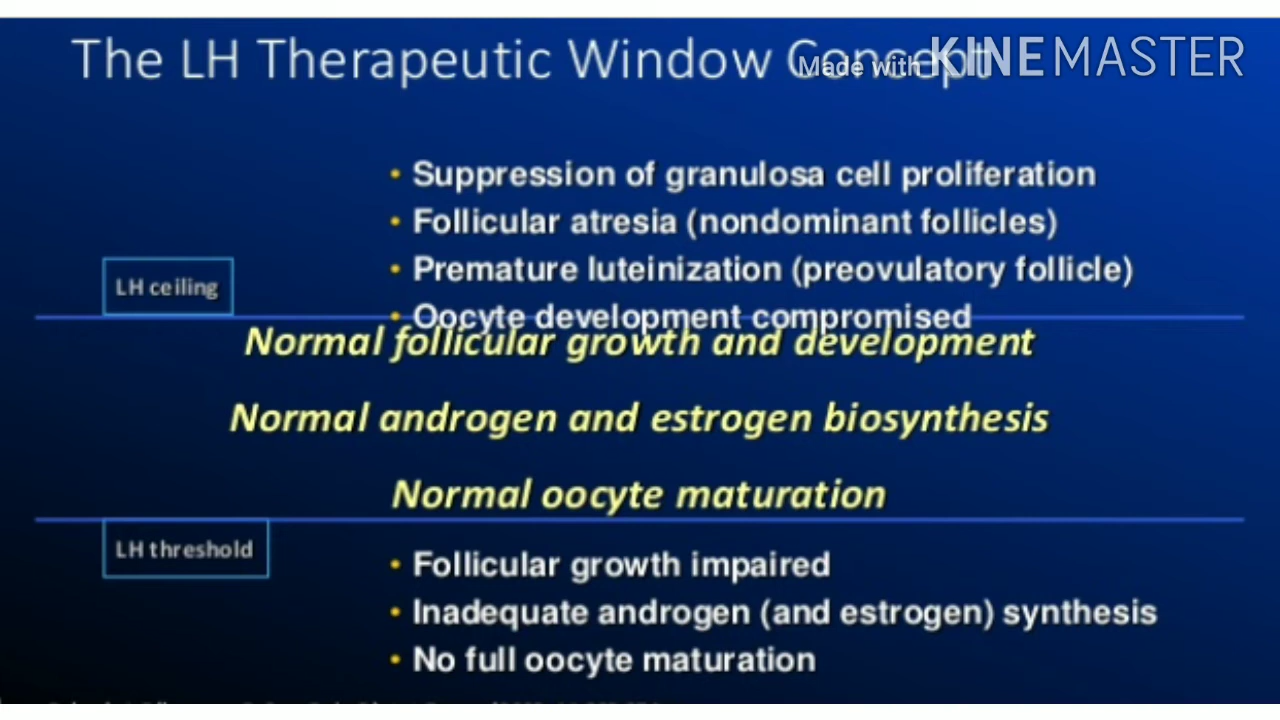 The LH Therapeutic Window Concept
Made with KINEMASTER
• Suppression of granulosa cell proliferation
• Follicular atresia (nondominant follicles)
• Premature luteinization (preovulatory follicle)
LH ceiling
• Oocyte development compromised
Normal follicular growth and development
Normal androgen and estrogen biosynthesis
Normal oocyte maturation
LH threshold
• Follicular growth impaired
• Inadequate androgen (and estrogen) synthesis
• No full oocyte maturation